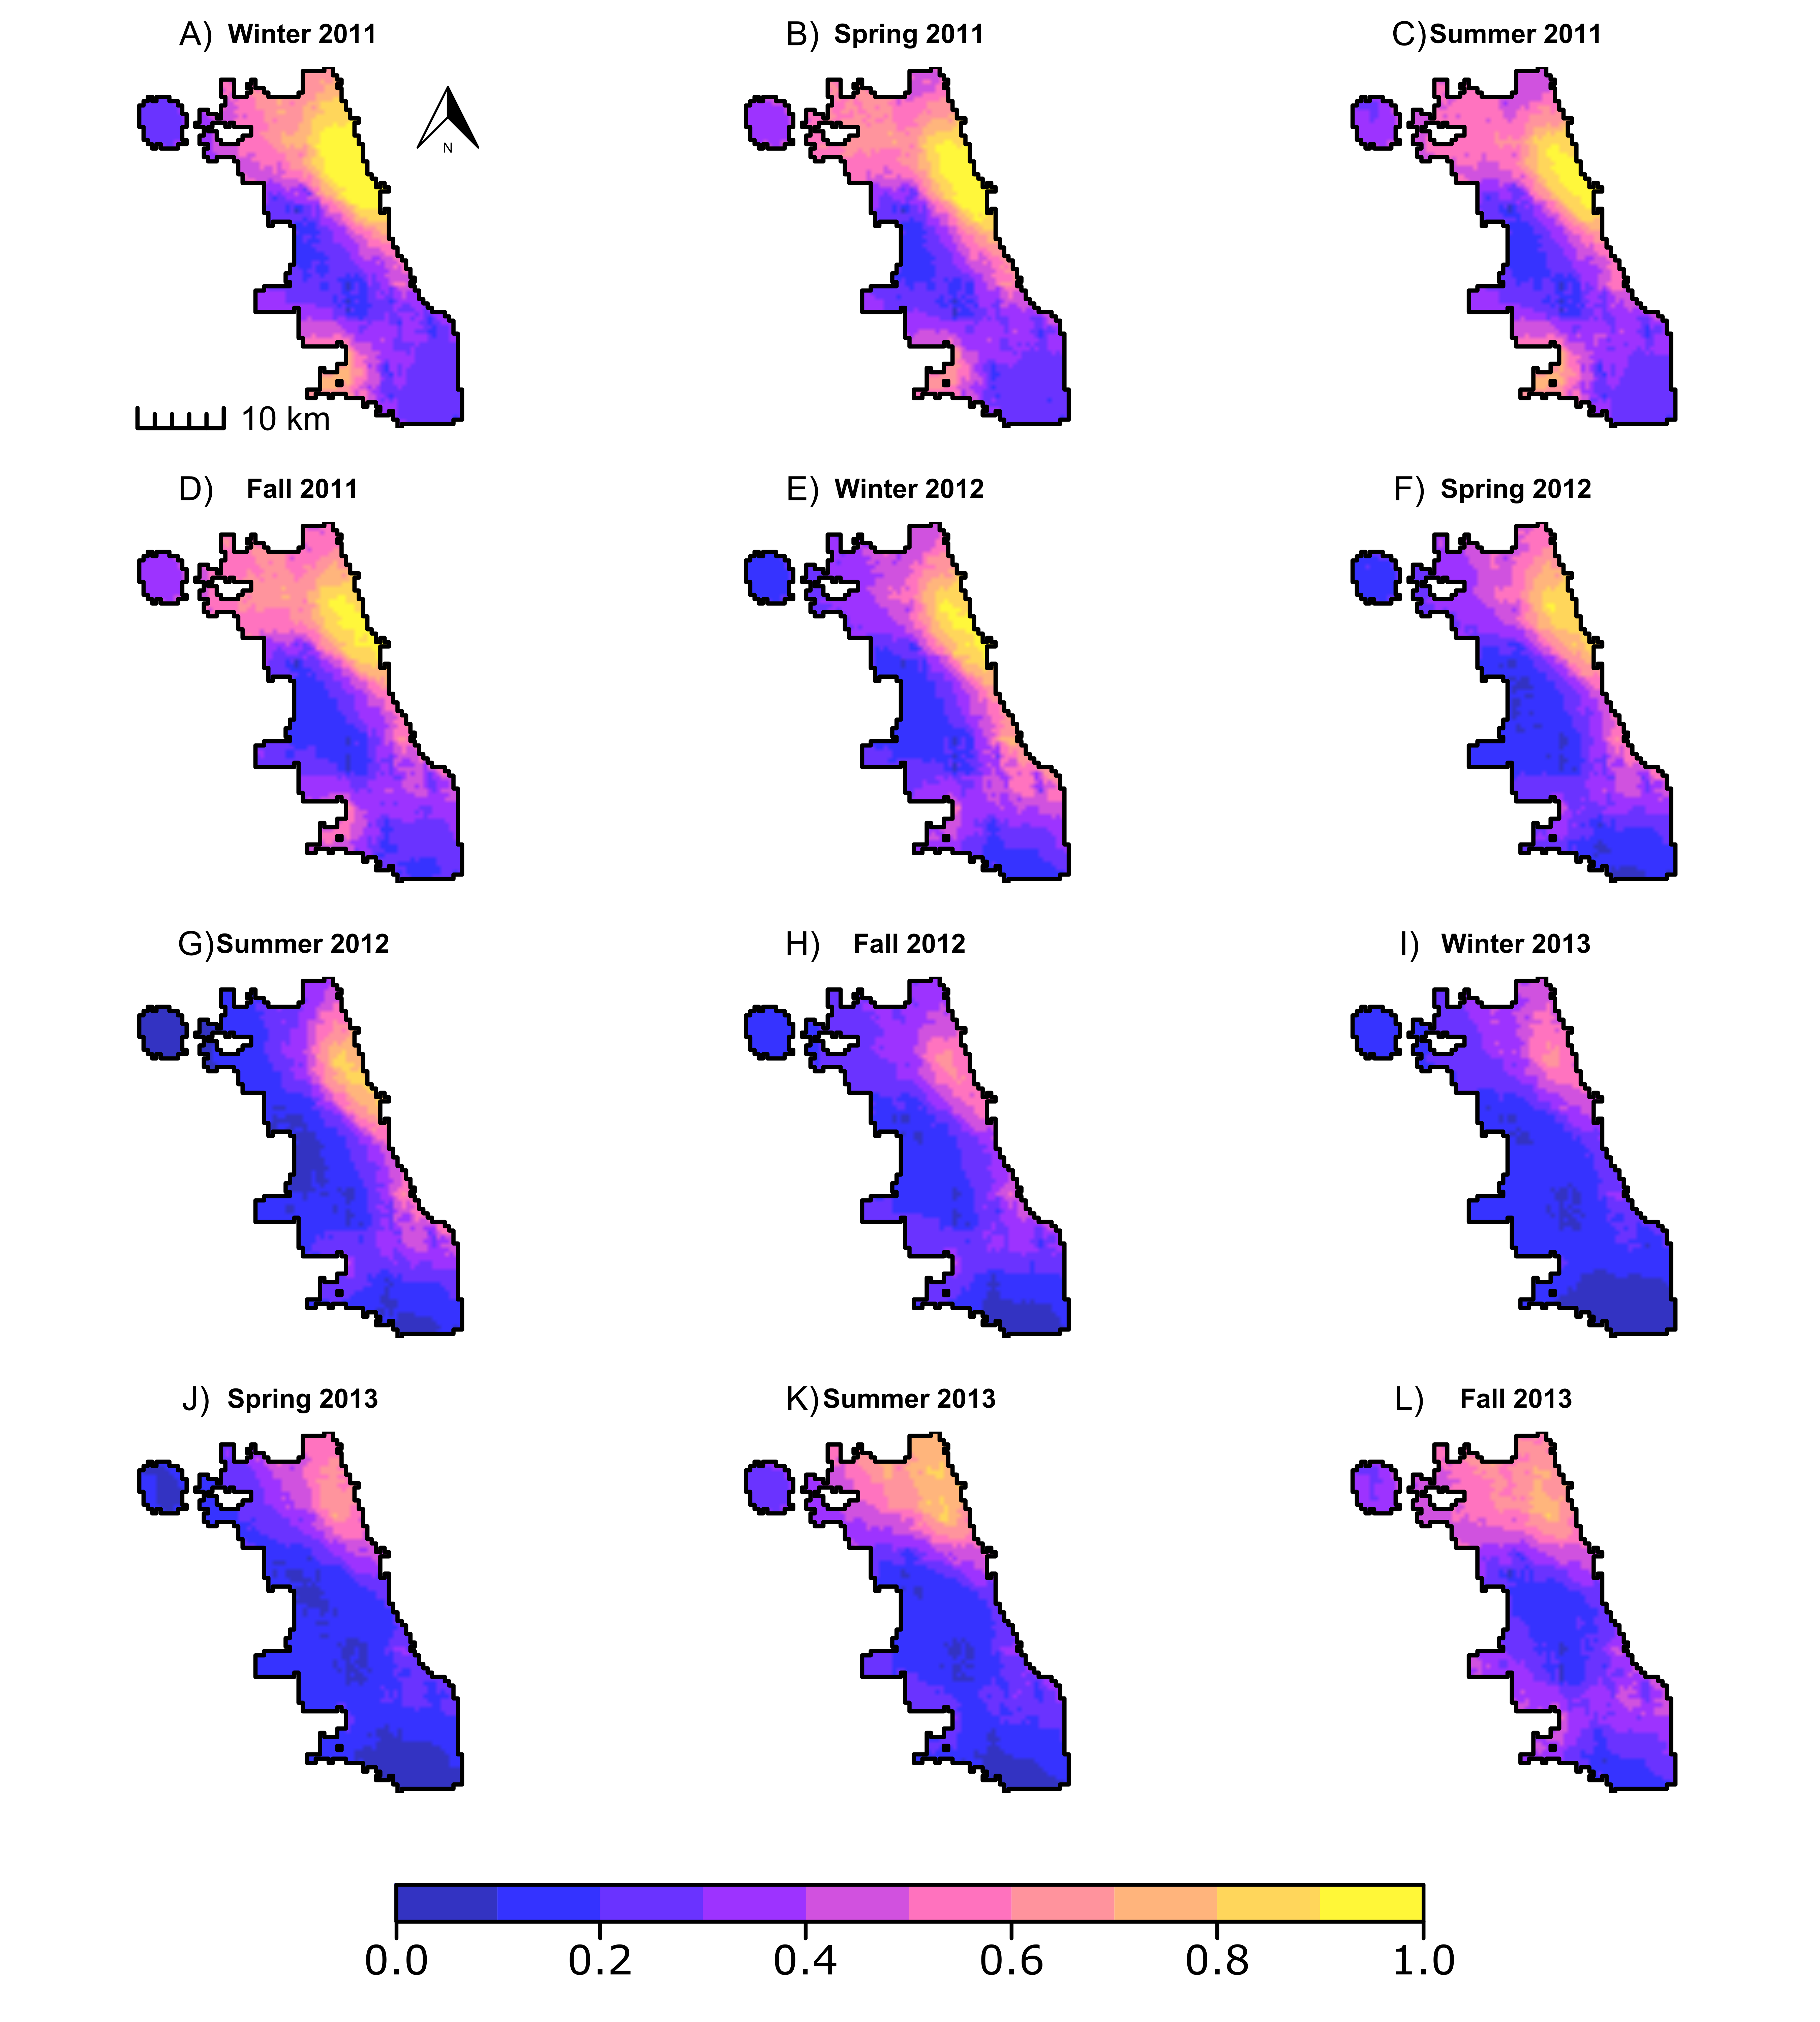 A) Winter 2011
B) Spring 2011
C) Summer 2011
N
10 km
D) Fall 2011
E) Winter 2012
F) Spring 2012
G) Summer 2012
H) Fall 2012
I) Winter 2013
J) Spring 2013
K) Summer 2013
L) Fall 2013
0.0 0.2 0.4 0.6 0.8 1.0